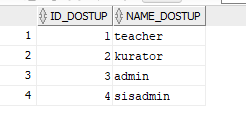 ID_DOSTUP NAME_DOSTUP
1 1 teacher
2 2 kurator
3 3 admin
4 4 sisadmin